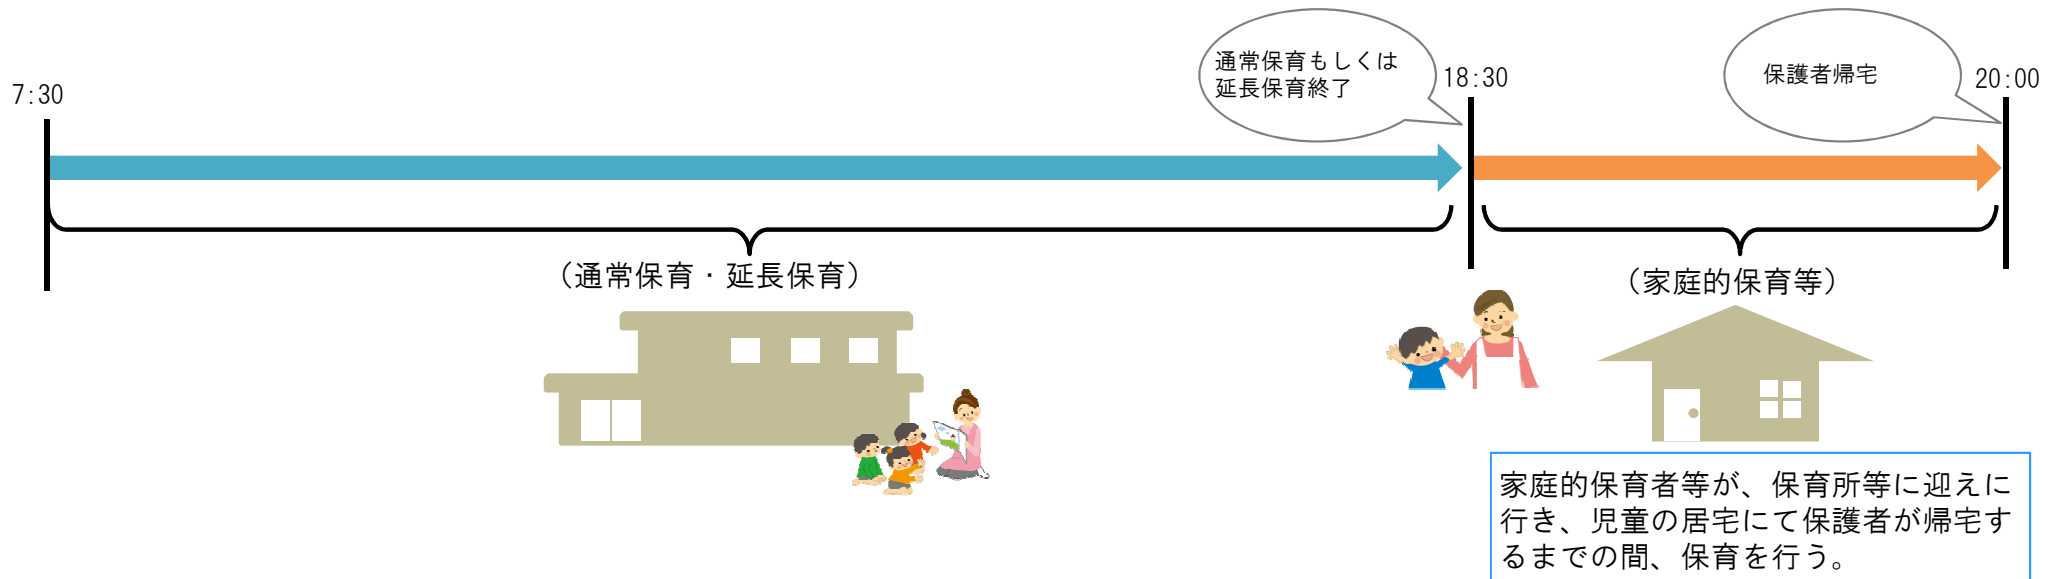 7:30
通常保育もしくは
延長保育終了
18:30
保護者帰宅
20:00
（通常保育・延長保育）
（家庭的保育等）
家庭的保育者等が、保育所等に迎えに
行き、児童の居宅にて保護者が帰宅す
るまでの間、保育を行う。